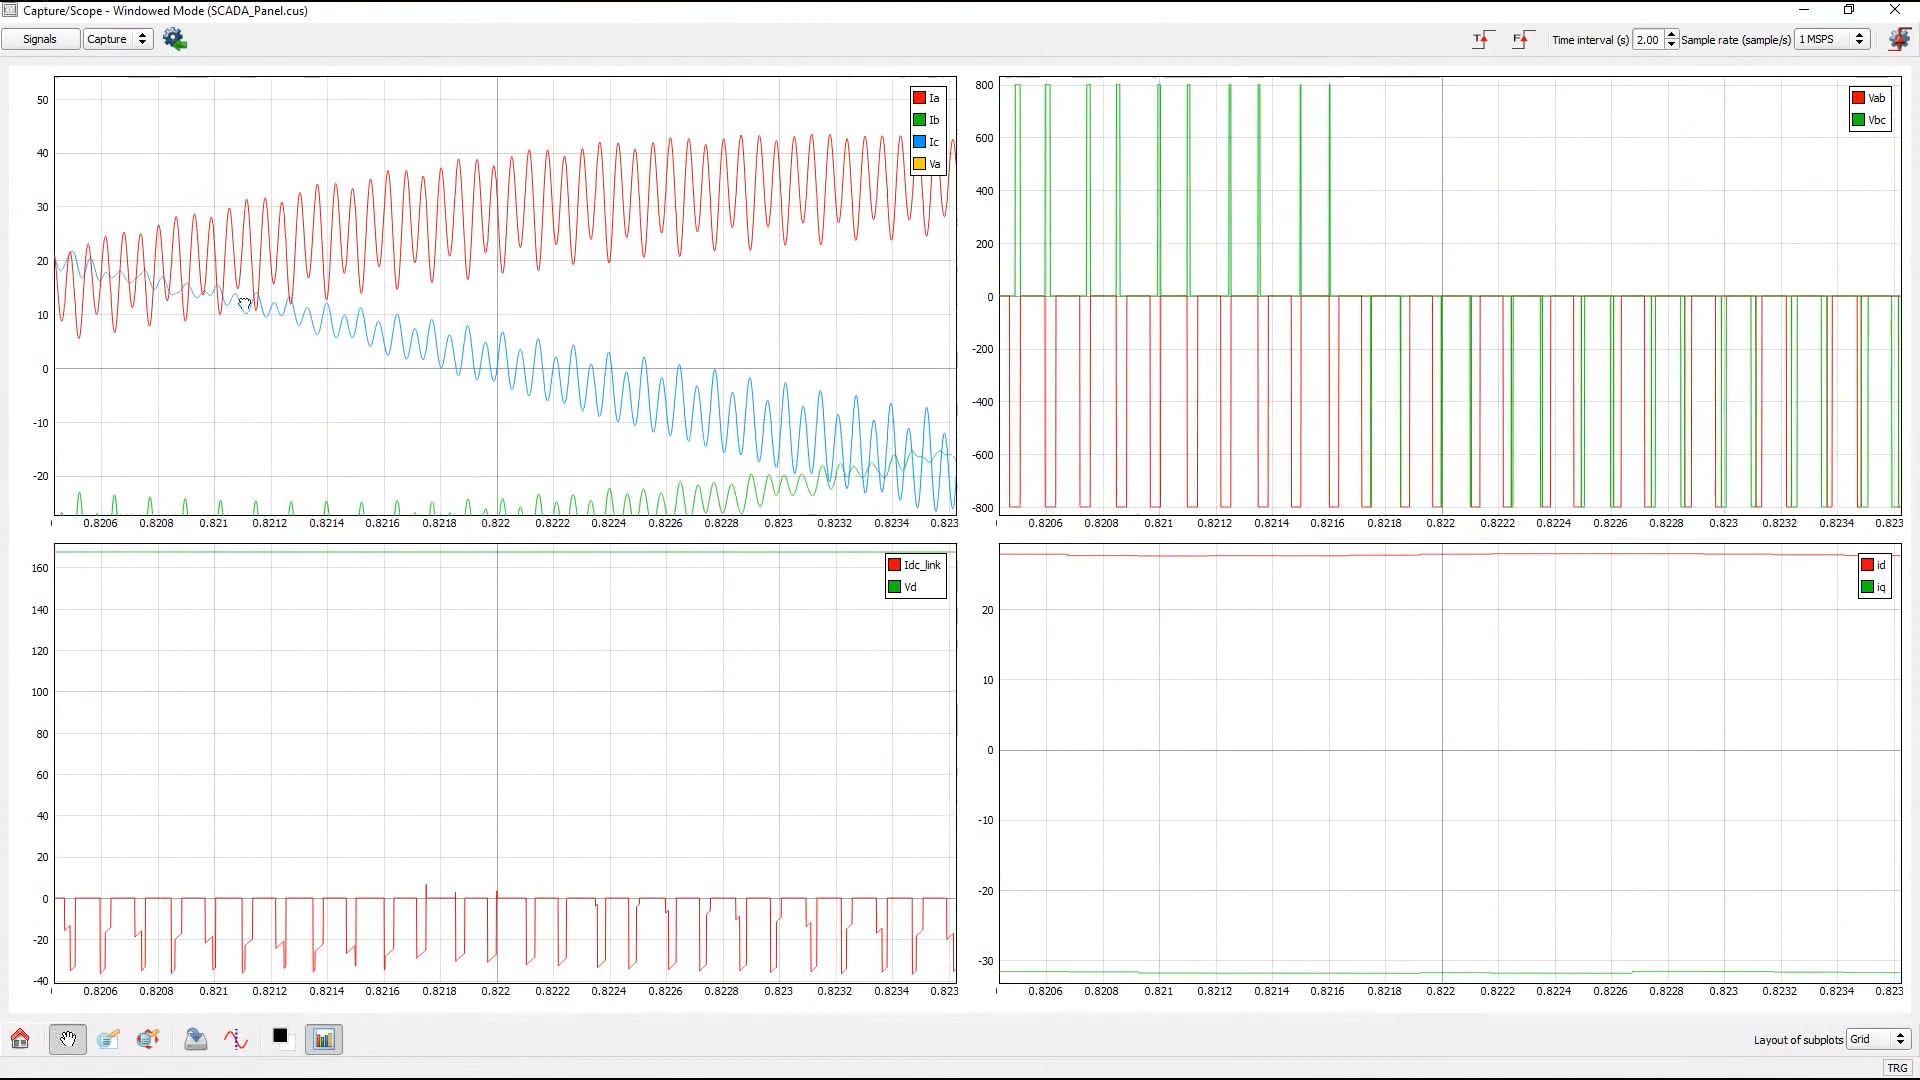 Capture/Scope - Windowed Mode (SCADA_Panel.cus)
Signals Capture Time interval (s) 2.00 Sample rate (sample/s) 1 MSPS
50
40
30
20
10
0
-10
-20
Ia
Ib
Ic
Va
0.8206 0.8208 0.821 0.8212 0.8214 0.8216 0.8218 0.822 0.8222 0.8224 0.8226 0.8228 0.823 0.8232 0.8234 0.823
800
600
400
200
0
-200
-400
-600
-800
Vab
Vbc
0.8206 0.8208 0.821 0.8212 0.8214 0.8216 0.8218 0.822 0.8222 0.8224 0.8226 0.8228 0.823 0.8232 0.8234 0.823
160
140
120
100
80
60
40
20
0
-20
-40
Idc_link
Vd
0.8206 0.8208 0.821 0.8212 0.8214 0.8216 0.8218 0.822 0.8222 0.8224 0.8226 0.8228 0.823 0.8232 0.8234 0.823
20
10
0
-10
-20
-30
id
iq
0.8206 0.8208 0.821 0.8212 0.8214 0.8216 0.8218 0.822 0.8222 0.8224 0.8226 0.8228 0.823 0.8232 0.8234 0.823
Layout of subplots Grid
TRG